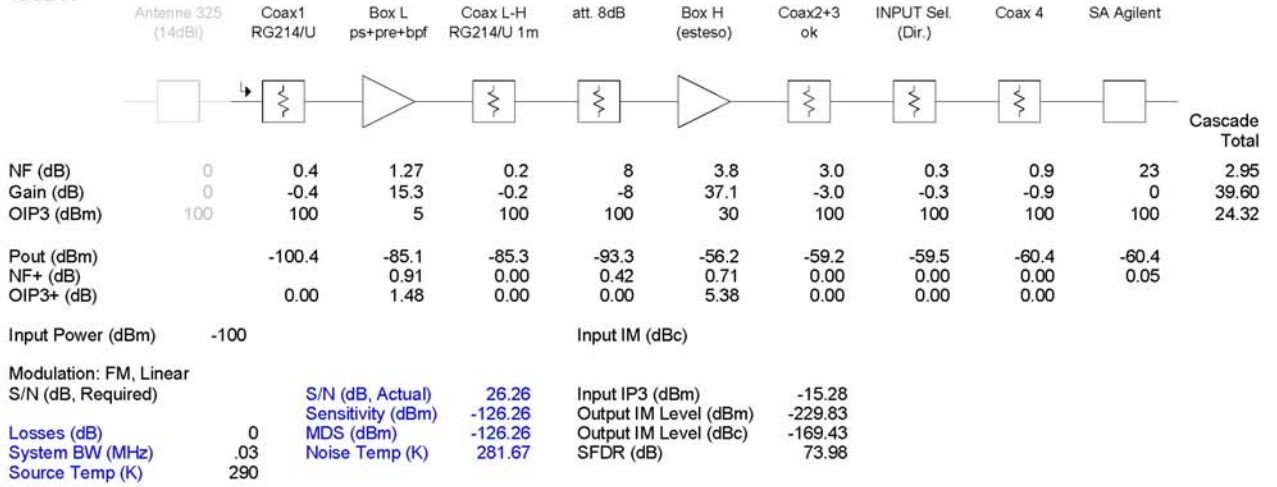 Antenne 325 Coax1 Box L Coax L-H att. 8dB Box H Coax2+3 INPUT Sel. Coax 4 SA Agilent
(14dBi) RG214/U ps+pre+bpf RG214/U 1m (esteso) ok (Dir.)
Cascade
Total
NF (dB) 0 0.4 1.27 0.2 8 3.8 3.0 0.3 0.9 23 2.95
Gain (dB) 0 -0.4 15.3 -0.2 -8 37.1 -3.0 -0.3 -0.9 0 39.60
OIP3 (dBm) 100 100 5 100 100 30 100 100 100 100 24.32
Pout (dBm) -100.4 -85.1 -85.3 -93.3 -56.2 -59.2 -59.5 -60.4 -60.4
NF+ (dB) 0.91 0.00 0.42 0.71 0.00 0.00 0.00 0.05
OIP3+ (dB) 0.00 1.48 0.00 0.00 5.38 0.00 0.00 0.00
Input Power (dBm) -100 Input IM (dBc)
Modulation: FM, Linear
S/N (dB, Required) S/N (dB, Actual) 26.26 Input IP3 (dBm) -15.28
Sensitivity (dBm) -126.26 Output IM Level (dBm) -229.83
Losses (dB) 0 MDS (dBm) -126.26 Output IM Level (dBc) -169.43
System BW (MHz) .03 Noise Temp (K) 281.67 SFDR (dB) 73.98
Source Temp (K) 290